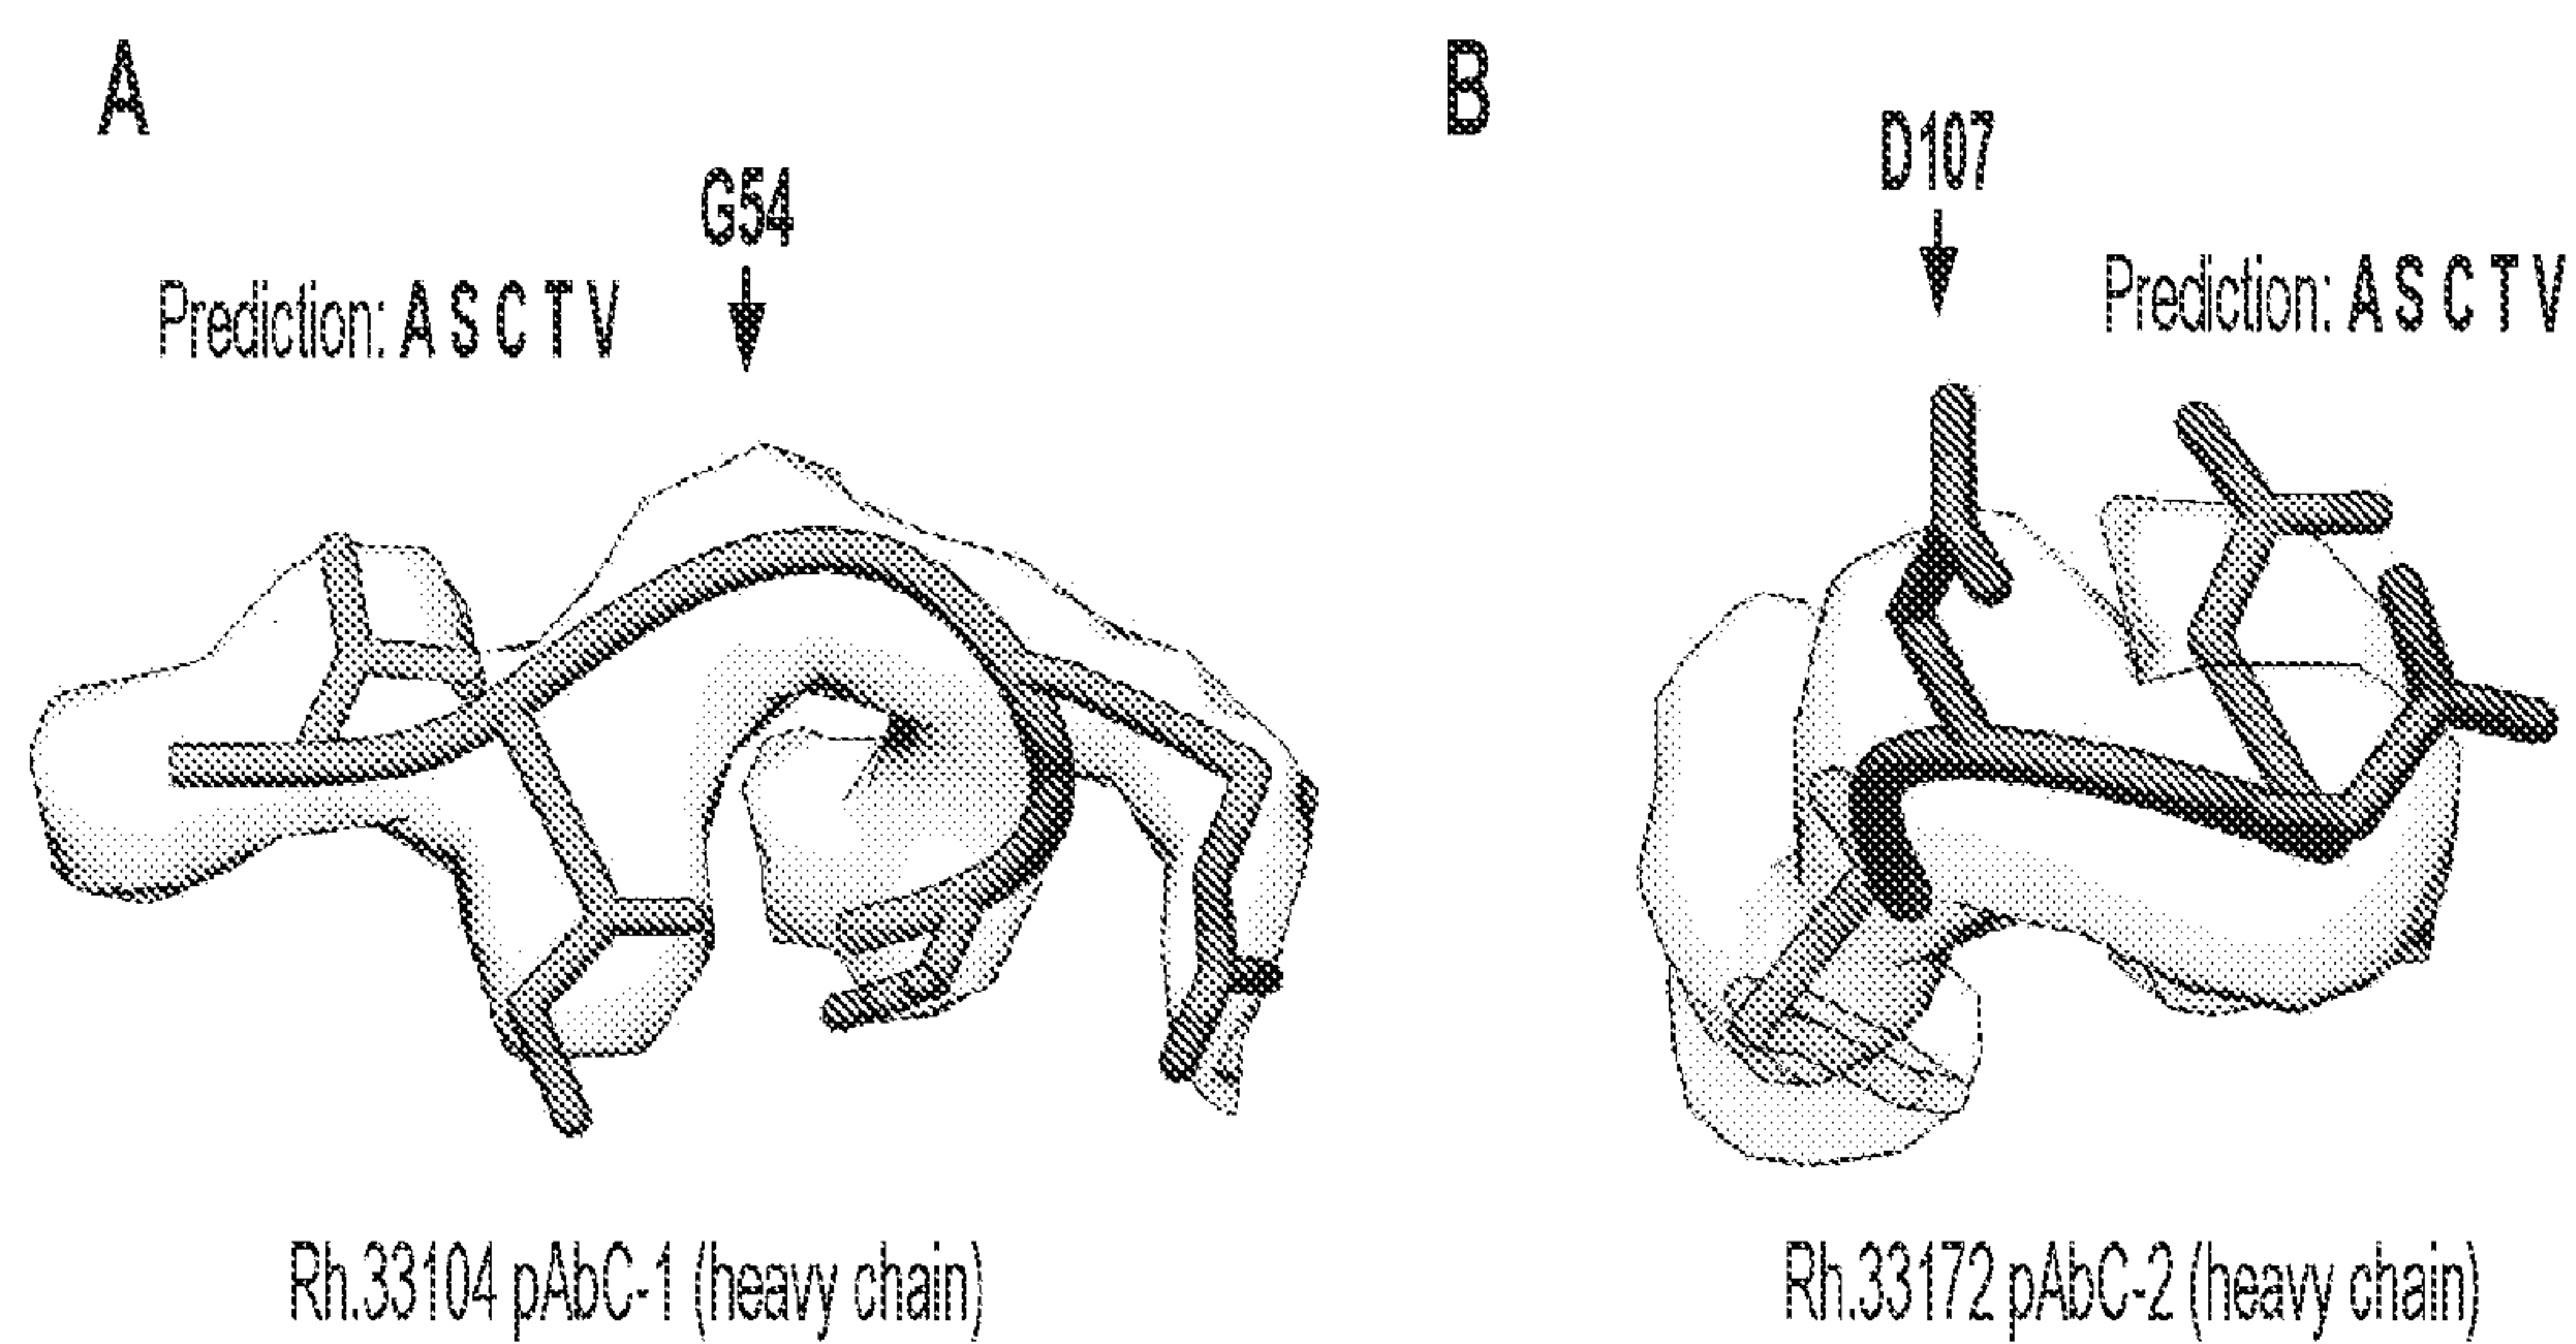 A
G54
Prediction: A S C T V
Rh.33104 pAbC-1 (heavy chain)
B
D107
Prediction: A S C T V
Rh.33172 pAbC-2 (heavy chain)